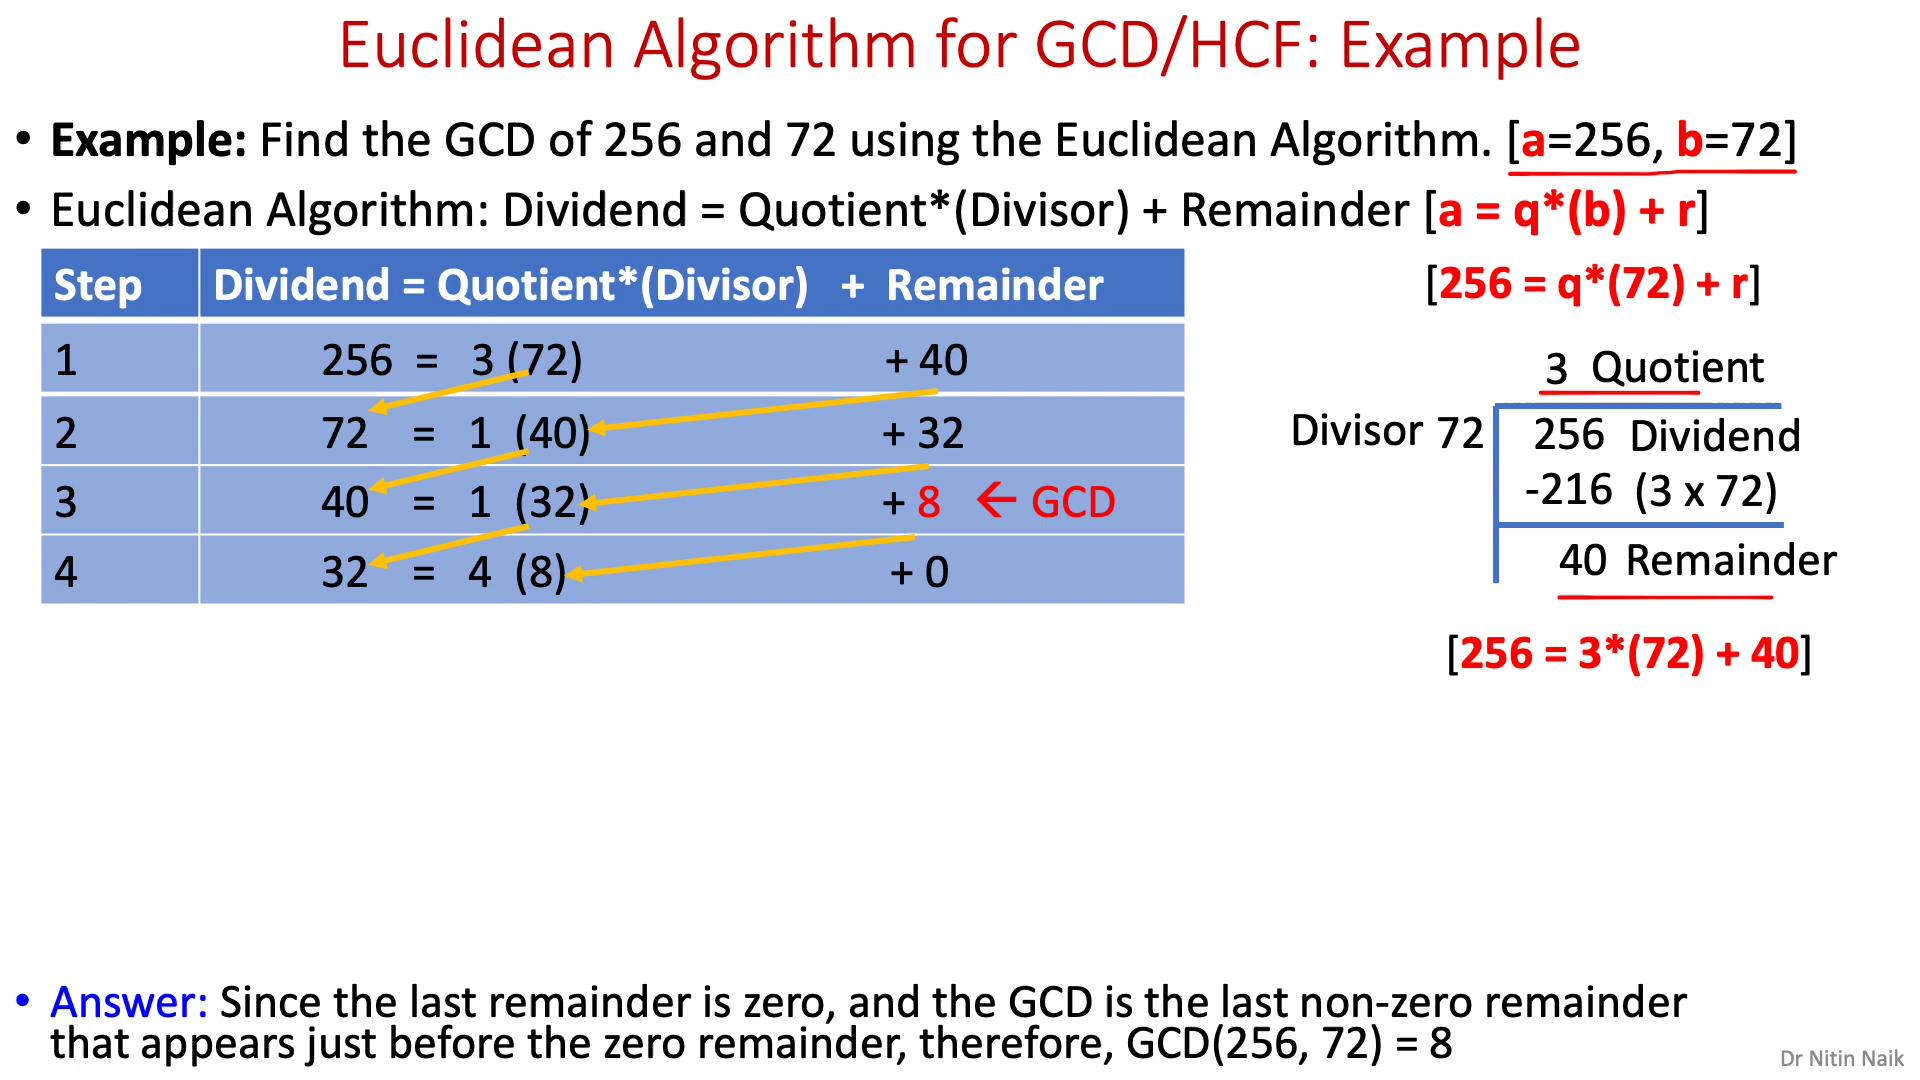 Euclidean Algorithm for GCD/HCF: Example
• Example: Find the GCD of 256 and 72 using the Euclidean Algorithm. [a=256, b=72]
• Euclidean Algorithm: Dividend = Quotient*(Divisor) + Remainder [a = q*(b) + r]
Step Dividend = Quotient*(Divisor) + Remainder
1 256 = 3 (72) + 40
2 72 = 1 (40) + 32
3 40 = 1 (32) + 8 ← GCD
4 32 = 4 (8) + 0
[256 = q*(72) + r]
3 Quotient
Divisor 72 256 Dividend
-216 (3 x 72)
40 Remainder
[256 = 3*(72) + 40]
• Answer: Since the last remainder is zero, and the GCD is the last non-zero remainder
that appears just before the zero remainder, therefore, GCD(256, 72) = 8
Dr Nitin Naik